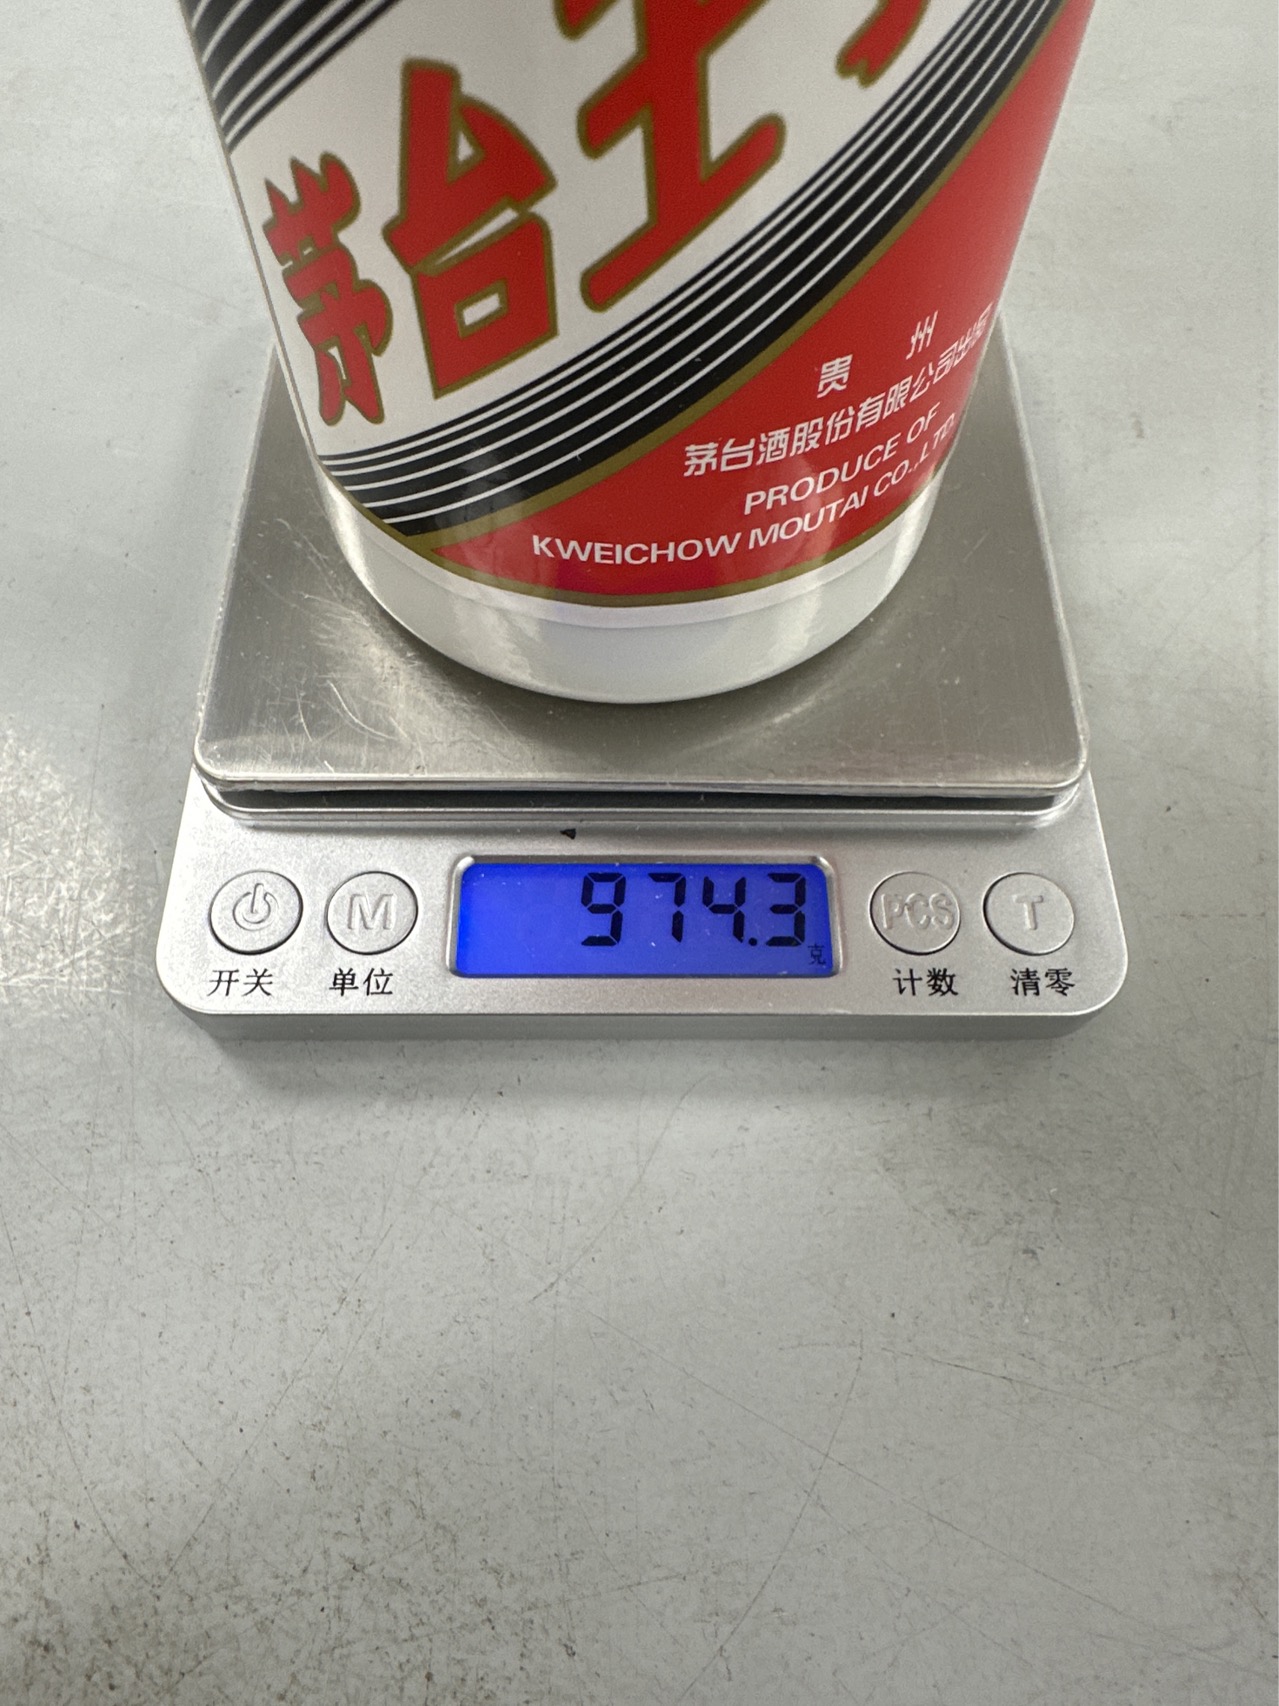 茅台王
贵州
茅台酒股份有限公司出品
PRODUCE OF
KWEICHOW MOUTAI CO.,LTD.
974.3
克
M
PCS
T
开关
单位
计数
清零